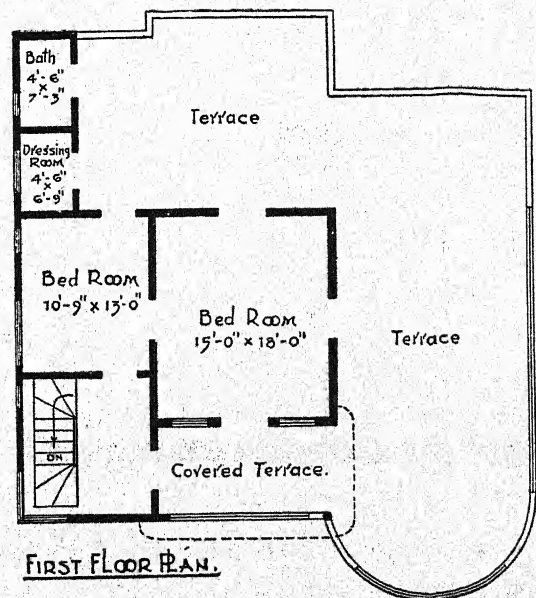 Bath
4'-6"
x
7'-3"
Terrace
Dressing
Room
4'-6"
x
6'-9"
Bed Room
10'-9" x 13'-0"
Bed Room
15'-0" x 18'-0"
Terrace
DN
Covered Terrace.
FIRST FLOOR PLAN.